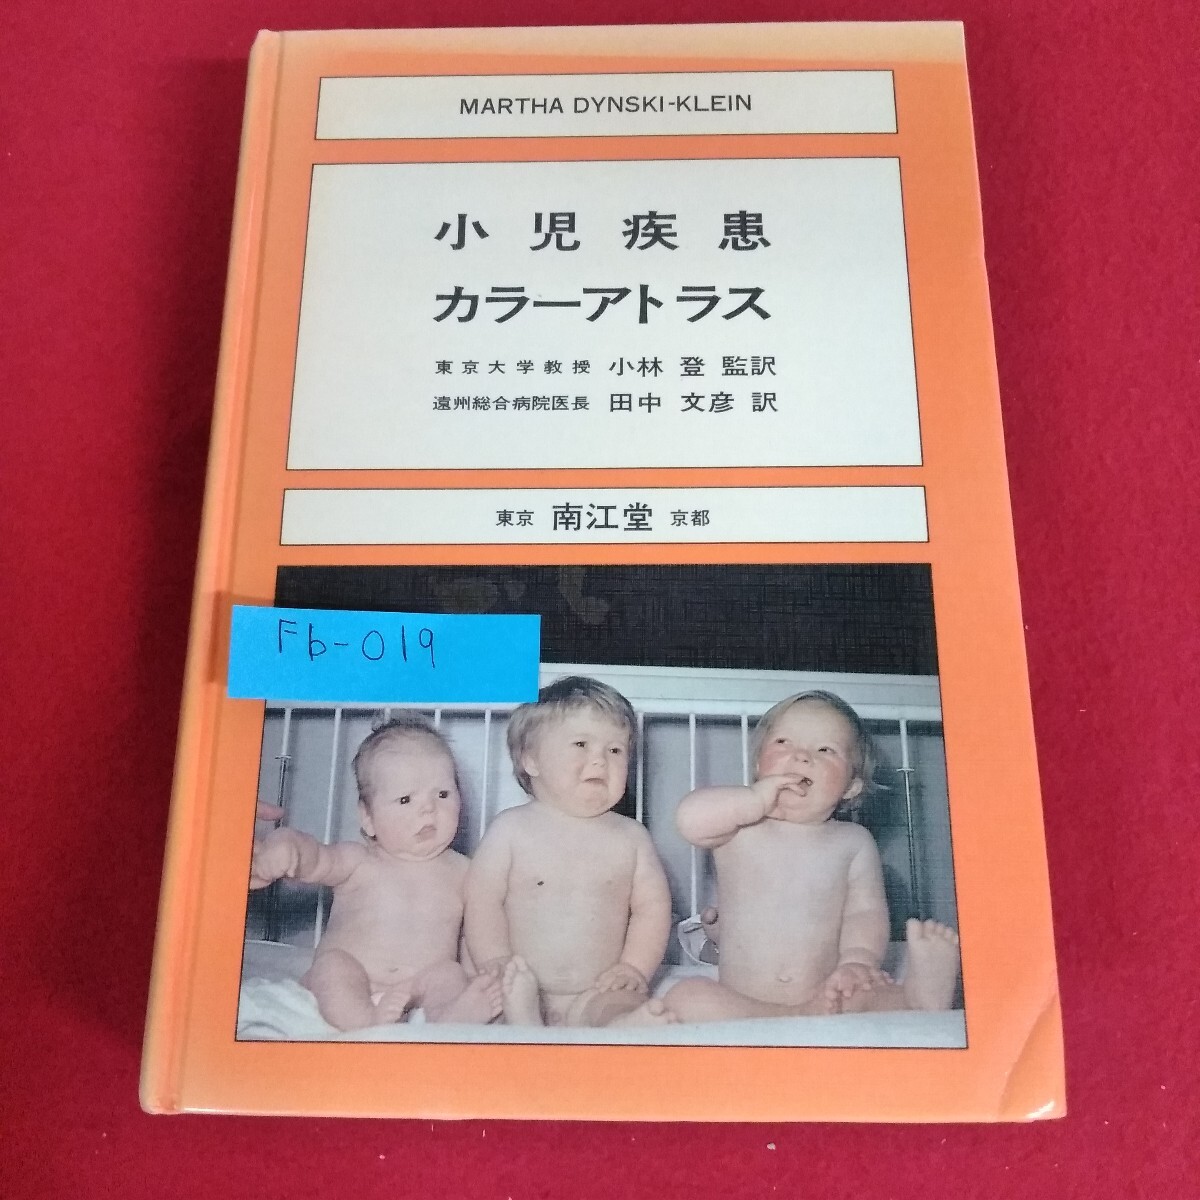 MARTHA DYNSKI-KLEIN
小児疾患
カラーアトラス
東京大学教授 小林 登 監訳
遠州総合病院医長 田中 文彦 訳
東京 南江堂 京都
Fb-019